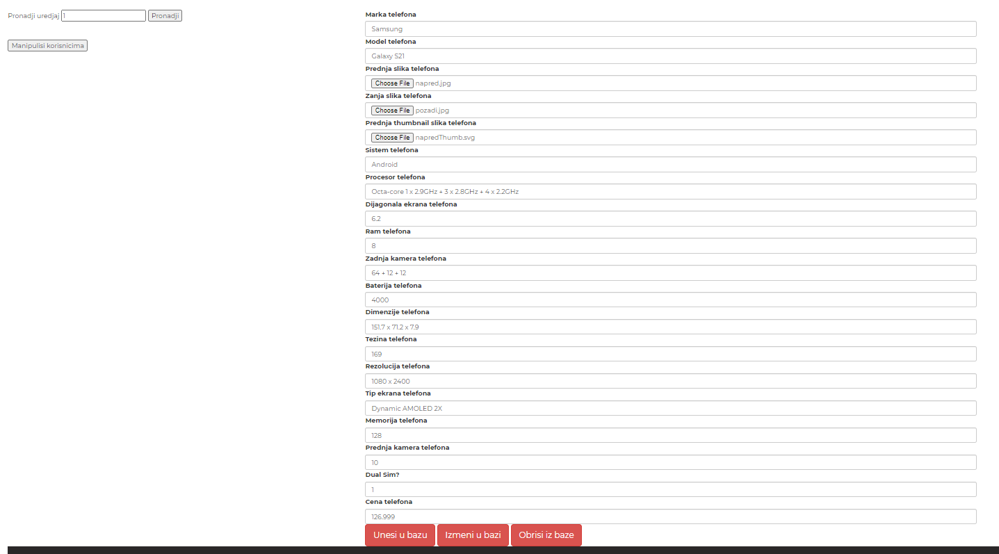 Pronadji uredjaj 1 Pronadji
Manipulisi korisnicima
Marka telefona
Samsung
Model telefona
Galaxy S21
Prednja slika telefona
Choose File napred.jpg
Zanja slika telefona
Choose File pozadi.jpg
Prednja thumbnail slika telefona
Choose File napredThumb.svg
Sistem telefona
Android
Procesor telefona
Octa-core 1 x 2.9GHz + 3 x 2.8GHz + 4 x 2.2GHz
Dijagonala ekrana telefona
6.2
Ram telefona
8
Zadnja kamera telefona
64 + 12 + 12
Baterija telefona
4000
Dimenzije telefona
151.7 x 71.2 x 7.9
Tezina telefona
169
Rezolucija telefona
1080 x 2400
Tip ekrana telefona
Dynamic AMOLED 2X
Memorija telefona
128
Prednja kamera telefona
10
Dual Sim?
1
Cena telefona
126.999
Unesi u bazu Izmeni u bazi Obrisi iz baze